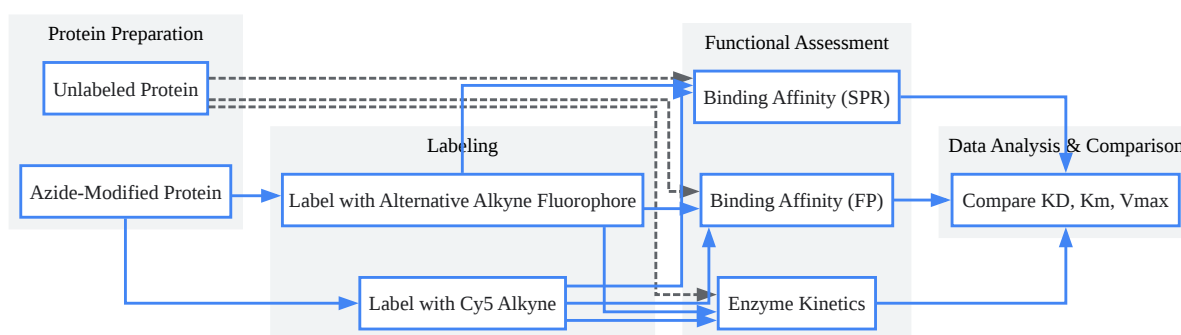 Protein Preparation
Unlabeled Protein
Azide-Modified Protein
Labeling
Label with Alternative Alkyne Fluorophore
Label with Cy5 Alkyne
Functional Assessment
Binding Affinity (SPR)
Binding Affinity (FP)
Enzyme Kinetics
Data Analysis & Comparison
Compare KD, Km, Vmax